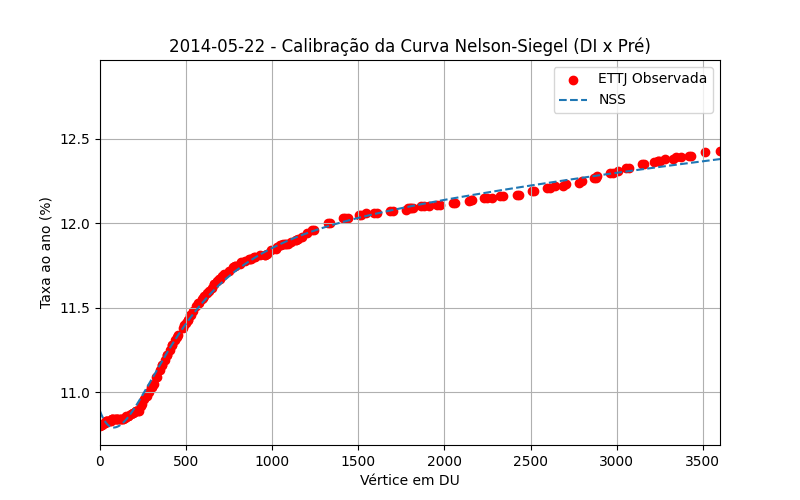 2014-05-22 - Calibração da Curva Nelson-Siegel (DI x Pré)
ETTJ Observada
NSS
Taxa ao ano (%)
12.5
12.0
11.5
11.0
0 500 1000 1500 2000 2500 3000 3500
Vértice em DU